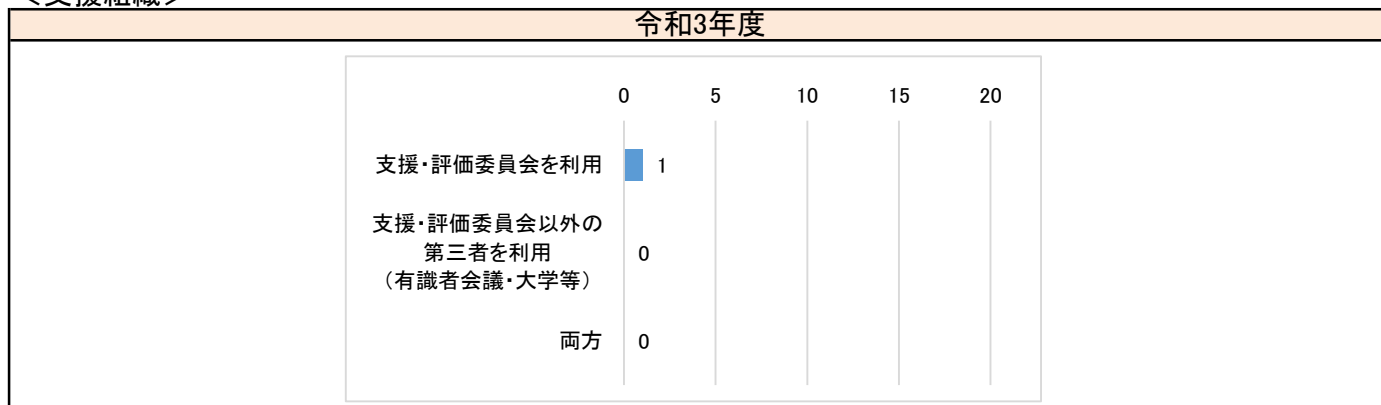 <支援組織>
令和3年度
0 5 10 15 20
支援・評価委員会を利用 1
支援・評価委員会以外の
第三者を利用 0
（有識者会議・大学等）
両方 0